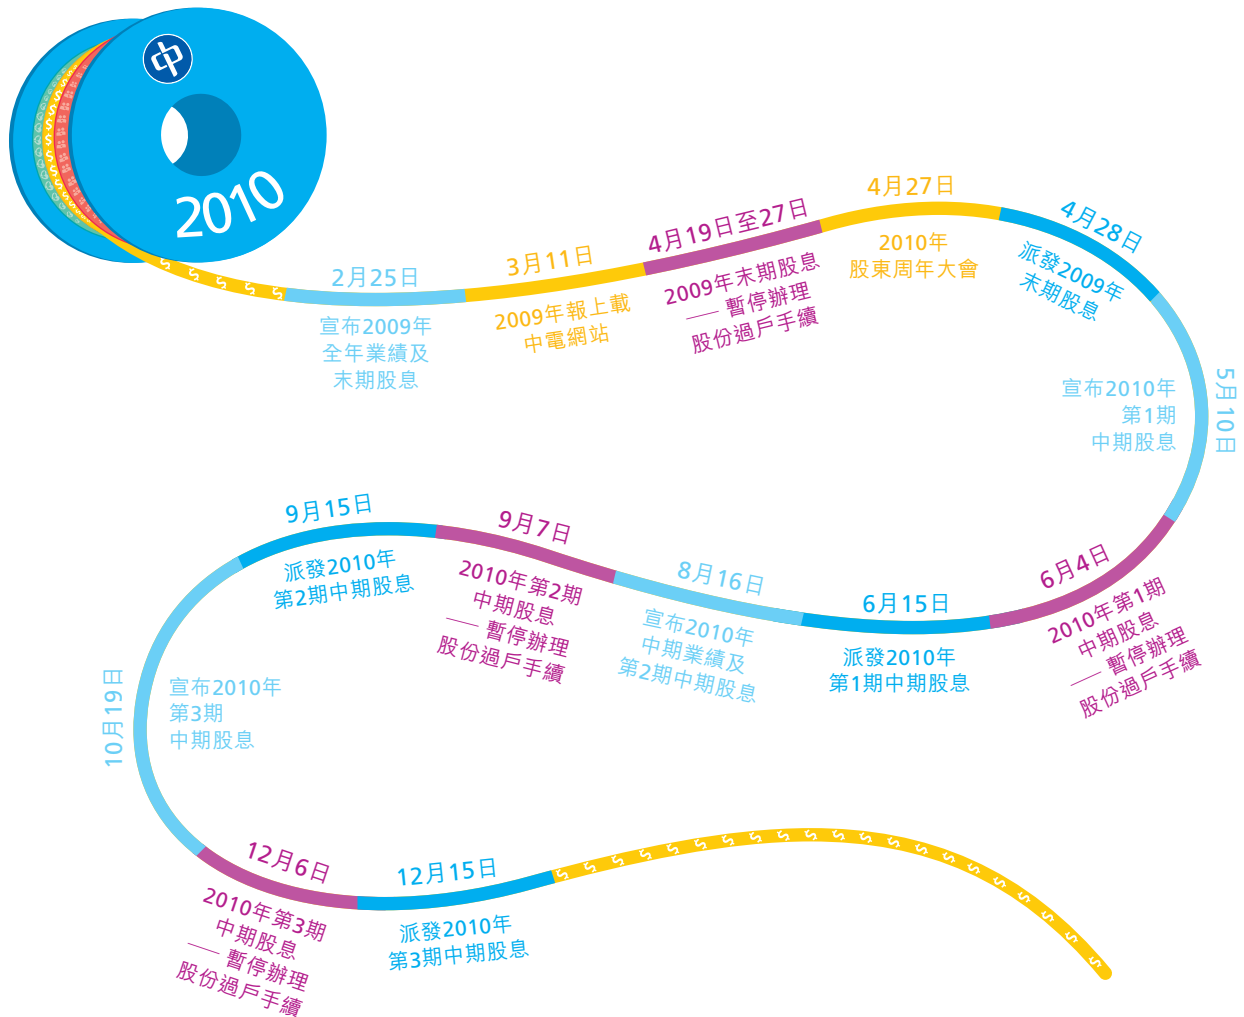 2010
2月25日
宣布2009年
全年業績及
末期股息
3月11日
2009年報上載
中電網站
4月19日至27日
2009年末期股息
—— 暫停辦理
股份過戶手續
4月27日
2010年
股東周年大會
4月28日
派發2009年
末期股息
5月10日
宣布2010年
第1期
中期股息
6月4日
2010年第1期
中期股息
—— 暫停辦理
股份過戶手續
6月15日
派發2010年
第1期中期股息
8月16日
宣布2010年
中期業績及
第2期中期股息
9月7日
2010年第2期
中期股息
—— 暫停辦理
股份過戶手續
9月15日
派發2010年
第2期中期股息
10月19日
宣布2010年
第3期
中期股息
12月6日
2010年第3期
中期股息
—— 暫停辦理
股份過戶手續
12月15日
派發2010年
第3期中期股息